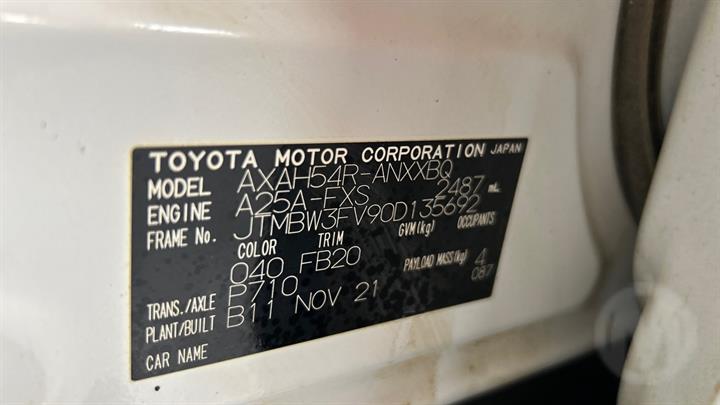 TOYOTA MOTOR CORPORATION JAPAN
MODEL AXAH54R-ANXXBQ
ENGINE A25A-FXS 2487 mL
FRAME No. JTMBW3FV90D135692
COLOR TRIM GVM(kg) OCCUPANTS
040 FB20 4
PAYLOAD MASS(kg) 087
TRANS./AXLE P710
PLANT/BUILT B11 NOV 21
CAR NAME